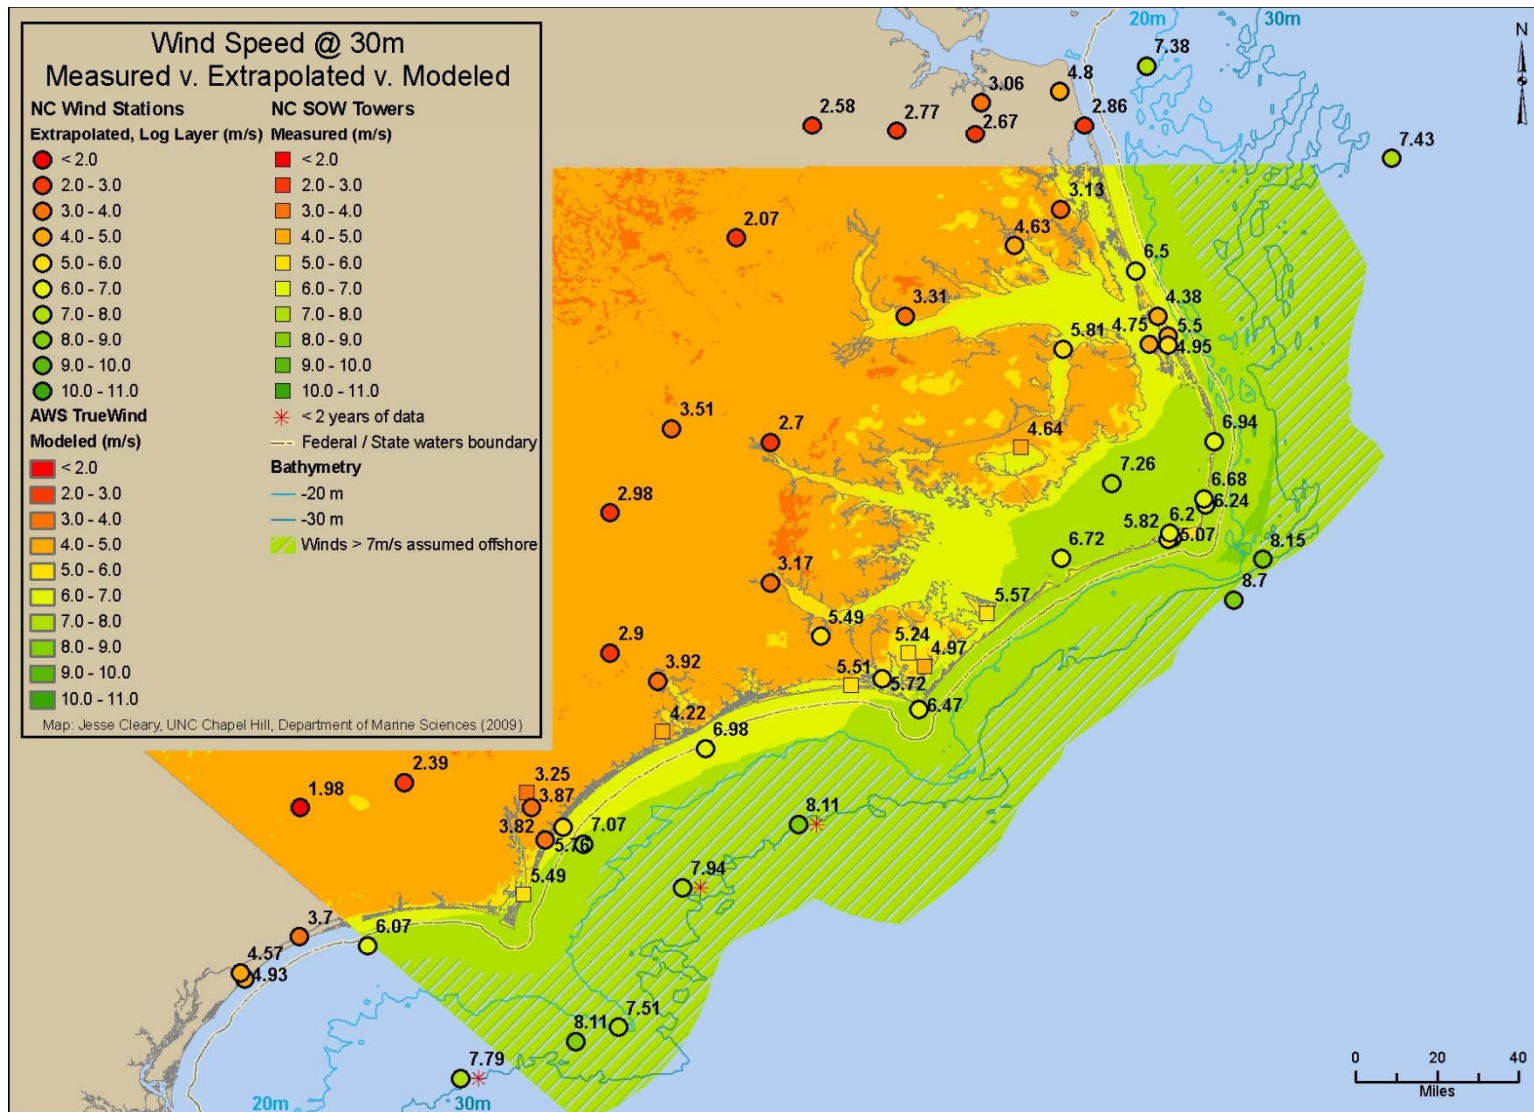 Wind Speed @ 30m
Measured v. Extrapolated v. Modeled
NC Wind Stations
Extrapolated, Log Layer (m/s)
< 2.0
2.0 - 3.0
3.0 - 4.0
4.0 - 5.0
5.0 - 6.0
6.0 - 7.0
7.0 - 8.0
8.0 - 9.0
9.0 - 10.0
10.0 - 11.0
AWS TrueWind
Modeled (m/s)
< 2.0
2.0 - 3.0
3.0 - 4.0
4.0 - 5.0
5.0 - 6.0
6.0 - 7.0
7.0 - 8.0
8.0 - 9.0
9.0 - 10.0
10.0 - 11.0
NC SOW Towers
Measured (m/s)
< 2.0
2.0 - 3.0
3.0 - 4.0
4.0 - 5.0
5.0 - 6.0
6.0 - 7.0
7.0 - 8.0
8.0 - 9.0
9.0 - 10.0
10.0 - 11.0
< 2 years of data
Federal / State waters boundary
Bathymetry
-20 m
-30 m
Winds > 7m/s assumed offshore
Map: Jesse Cleary, UNC Chapel Hill, Department of Marine Sciences (2009)
20m
30m
N
7.38
4.8
3.06
2.58
2.77
2.67
2.86
7.43
3.13
2.07
4.63
6.5
3.31
4.38
4.75
5.5
4.95
5.81
3.51
2.7
4.64
6.94
7.26
2.98
6.68
6.24
6.2
5.82
5.07
6.72
8.15
8.7
3.17
5.57
5.49
2.9
5.24
4.97
3.92
5.51
5.72
6.47
4.22
6.98
2.39
3.25
1.98
3.87
8.11
3.82
7.07
5.76
5.49
7.94
3.7
6.07
4.57
4.93
7.51
8.11
7.79
20m
30m
0
20
40
Miles